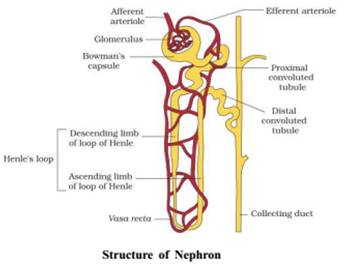 Afferent
arteriole
Efferent arteriole
Glomerulus
Bowman's
capsule
Proximal
convoluted
tubule
Distal
convoluted
tubule
Henle's loop
Descending limb
of loop of Henle
Ascending limb
of loop of Henle
Vasa recta
Collecting duct
Structure of Nephron